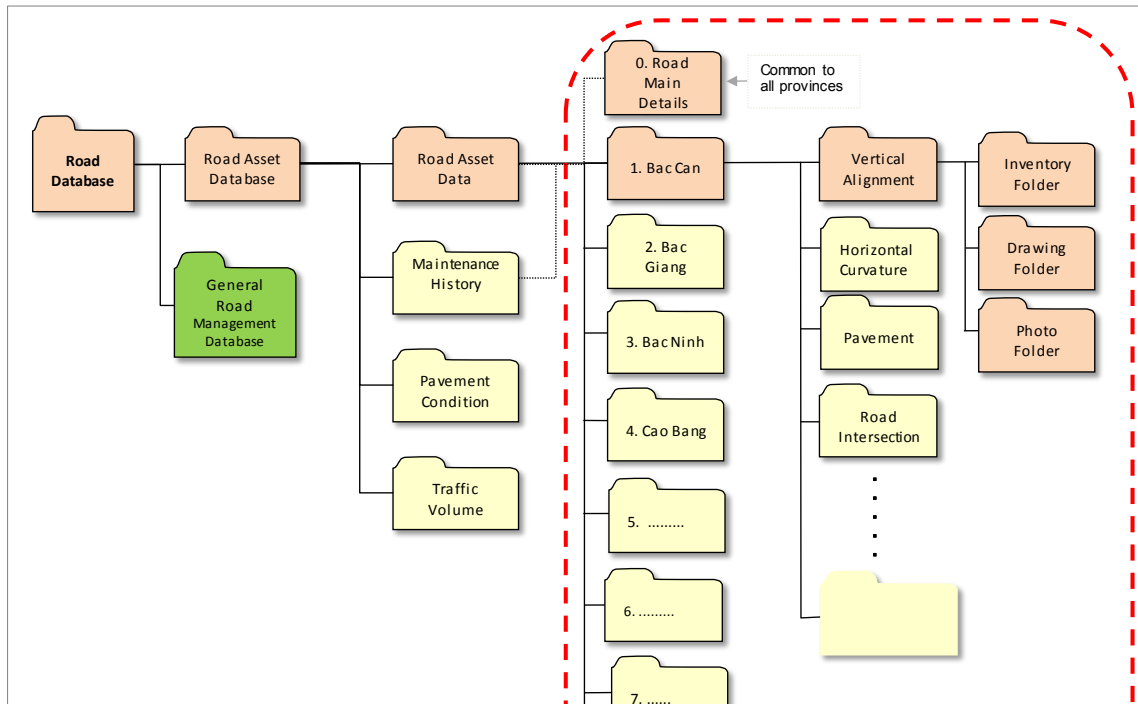 0. Road
Main
Details
Common to
all provinces
Road
Database
Road Asset
Database
Road Asset
Data
1. Bac Can
Vertical
Alignment
Inventory
Folder
General
Road
Management
Database
Maintenance
History
2. Bac
Giang
Horizontal
Curvature
Drawing
Folder
3. Bac Ninh
Pavement
Photo
Folder
Pavement
Condition
4. Cao Bang
Road
Intersection
Traffic
Volume
5. .........
6. .........
7. ......